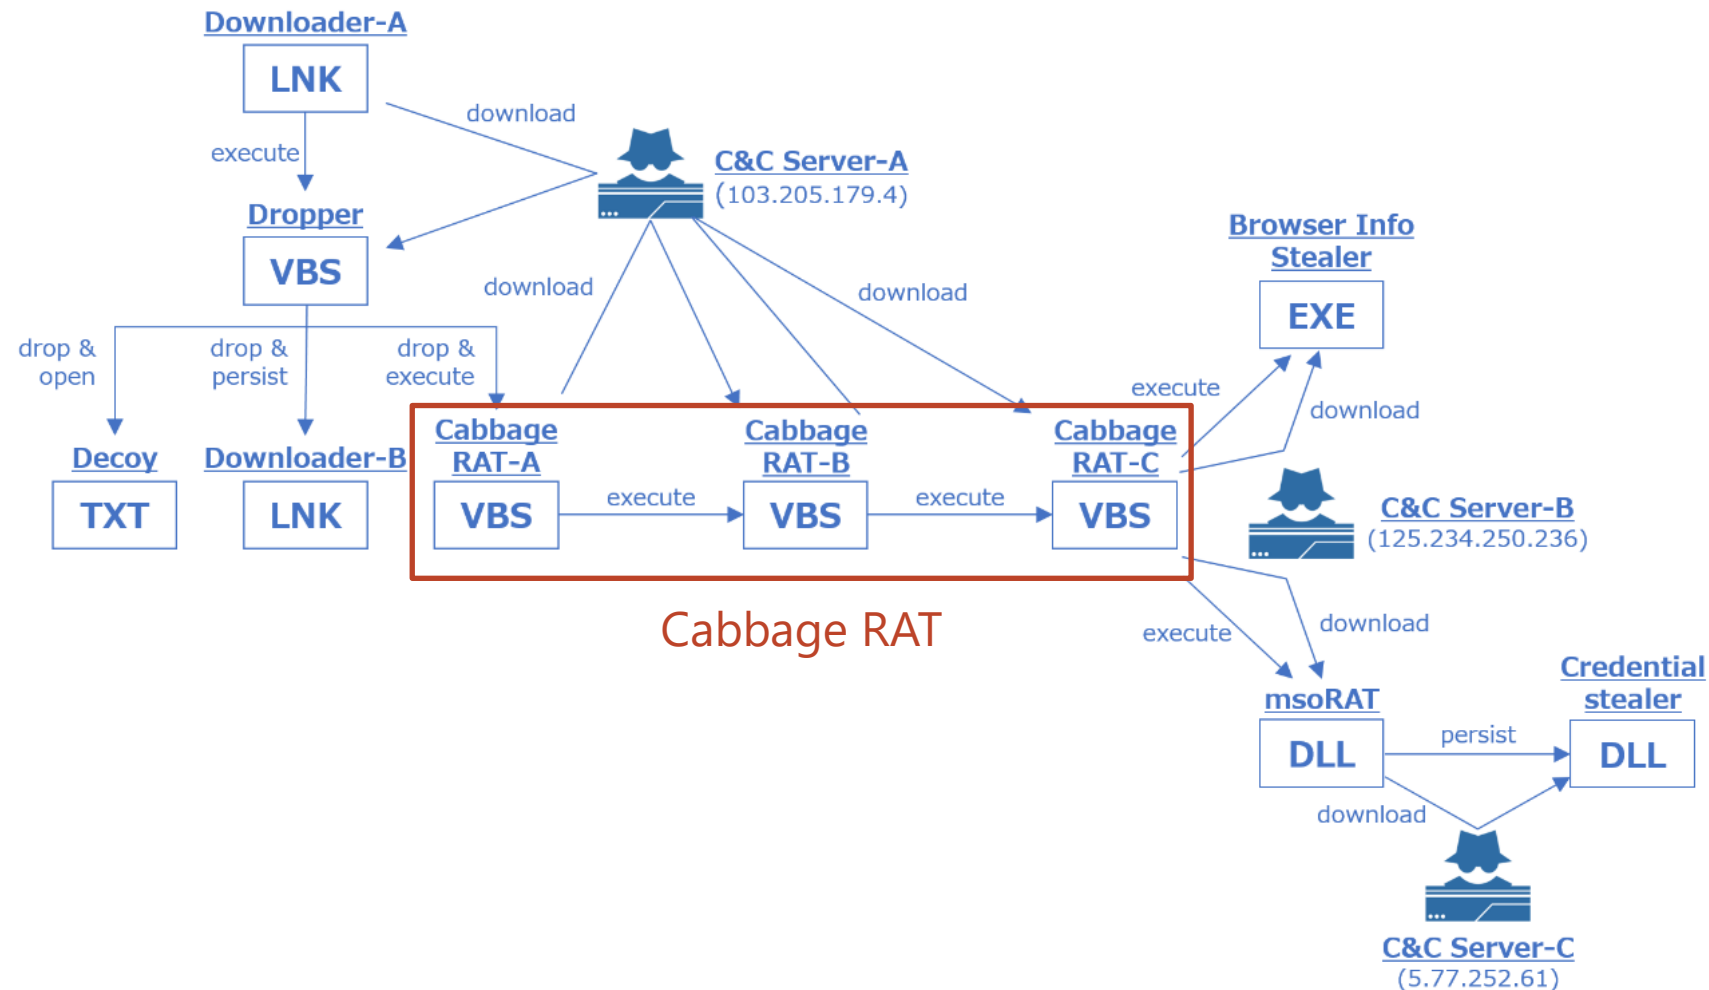 Downloader-A
LNK
download
execute
C&C Server-A
(103.205.179.4)
Dropper
VBS
download
download
Browser Info
Stealer
EXE
drop &
open
drop &
persist
drop &
execute
execute
download
Decoy
TXT
Downloader-B
LNK
Cabbage
RAT-A
VBS
execute
Cabbage
RAT-B
VBS
execute
Cabbage
RAT-C
VBS
C&C Server-B
(125.234.250.236)
Cabbage RAT
execute
download
msoRAT
DLL
persist
Credential
stealer
DLL
download
C&C Server-C
(5.77.252.61)